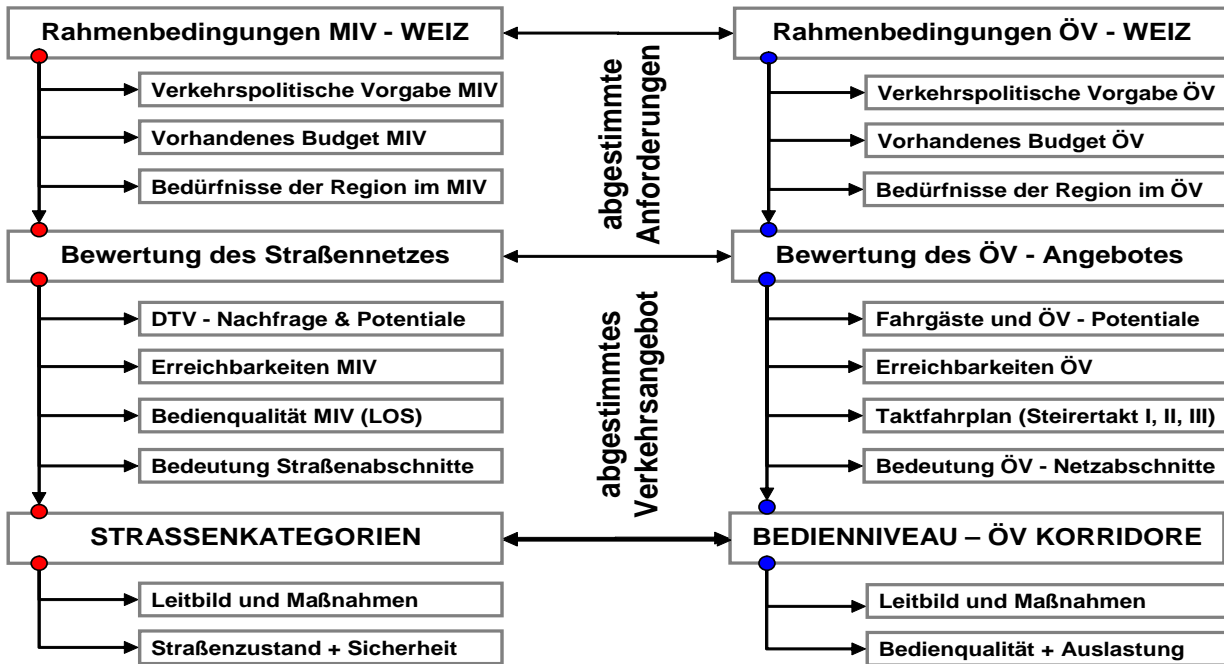 Rahmenbedingungen MIV - WEIZ
Verkehrspolitische Vorgabe MIV
Vorhandenes Budget MIV
Bedürfnisse der Region im MIV
Bewertung des Straßennetzes
DTV - Nachfrage & Potentiale
Erreichbarkeiten MIV
Bedienqualität MIV (LOS)
Bedeutung Straßenabschnitte
STRASSENKATEGORIEN
Leitbild und Maßnahmen
Straßenzustand + Sicherheit
abgestimmte
Anforderungen
abgestimmtes
Verkehrsangebot
Rahmenbedingungen ÖV - WEIZ
Verkehrspolitische Vorgabe ÖV
Vorhandenes Budget ÖV
Bedürfnisse der Region im ÖV
Bewertung des ÖV - Angebotes
Fahrgäste und ÖV - Potentiale
Erreichbarkeiten ÖV
Taktfahrplan (Steirertakt I, II, III)
Bedeutung ÖV - Netzabschnitte
BEDIENNIVEAU – ÖV KORRIDORE
Leitbild und Maßnahmen
Bedienqualität + Auslastung